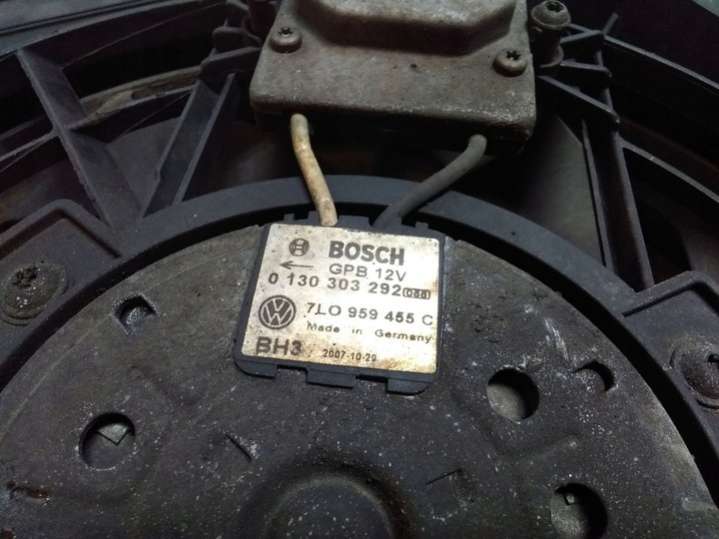 BOSCH
← GPB 12V
0 130 303 292
7L0 959 455 C
Made in Germany
BH3 2007-10-29